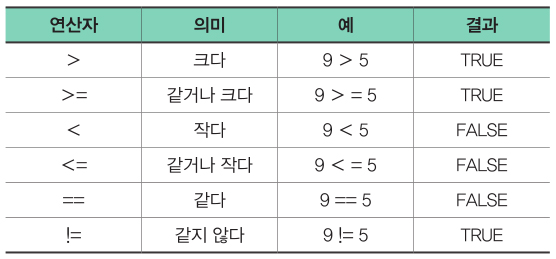 연산자 의미 예 결과
> 크다 9 > 5 TRUE
>= 같거나 크다 9 > = 5 TRUE
< 작다 9 < 5 FALSE
<= 같거나 작다 9 < = 5 FALSE
== 같다 9 == 5 FALSE
!= 같지 않다 9 != 5 TRUE